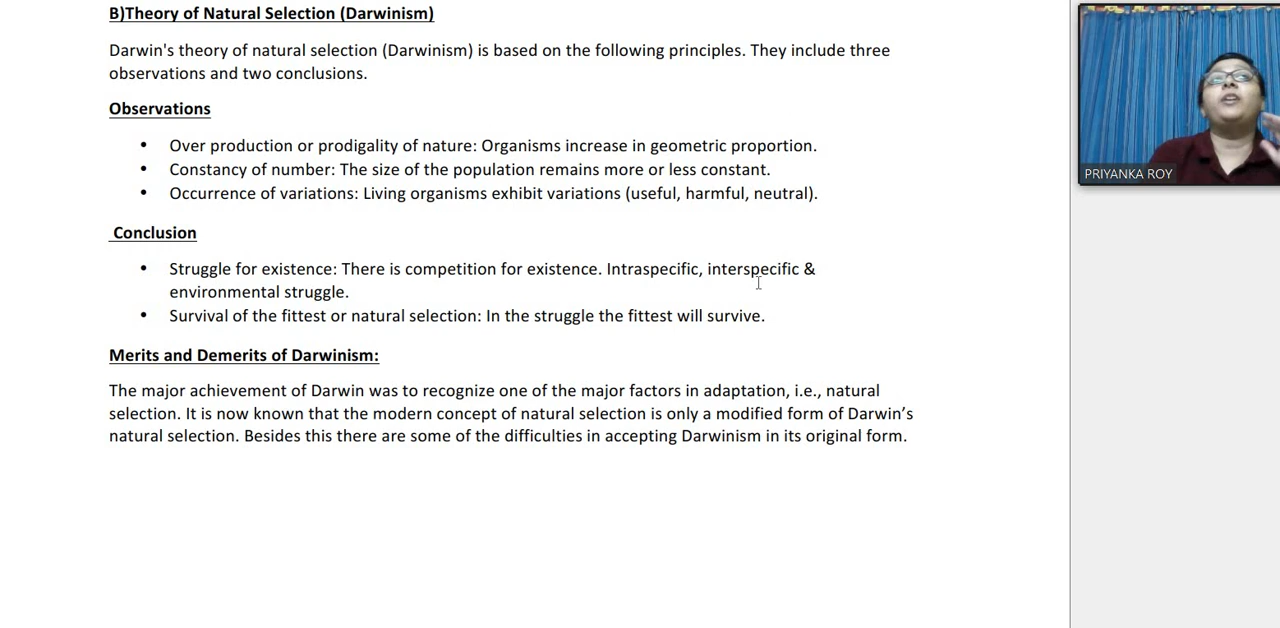 B)Theory of Natural Selection (Darwinism)
Darwin's theory of natural selection (Darwinism) is based on the following principles. They include three
observations and two conclusions.
Observations
• Over production or prodigality of nature: Organisms increase in geometric proportion.
• Constancy of number: The size of the population remains more or less constant.
• Occurrence of variations: Living organisms exhibit variations (useful, harmful, neutral).
Conclusion
• Struggle for existence: There is competition for existence. Intraspecific, interspecific &
environmental struggle.
• Survival of the fittest or natural selection: In the struggle the fittest will survive.
Merits and Demerits of Darwinism:
The major achievement of Darwin was to recognize one of the major factors in adaptation, i.e., natural
selection. It is now known that the modern concept of natural selection is only a modified form of Darwin’s
natural selection. Besides this there are some of the difficulties in accepting Darwinism in its original form.
PRIYANKA ROY